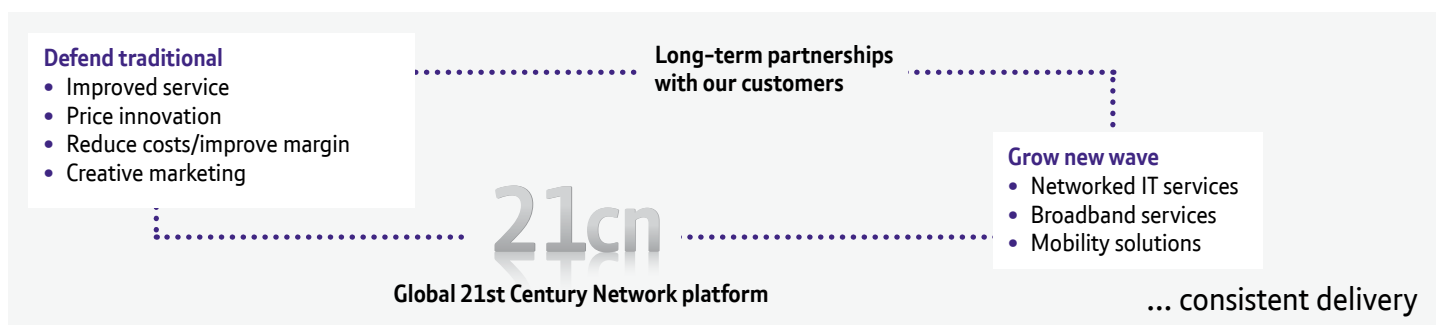 Defend traditional
• Improved service
• Price innovation
• Reduce costs/improve margin
• Creative marketing
Long-term partnerships
with our customers
Grow new wave
• Networked IT services
• Broadband services
• Mobility solutions
21cn
Global 21st Century Network platform
... consistent delivery